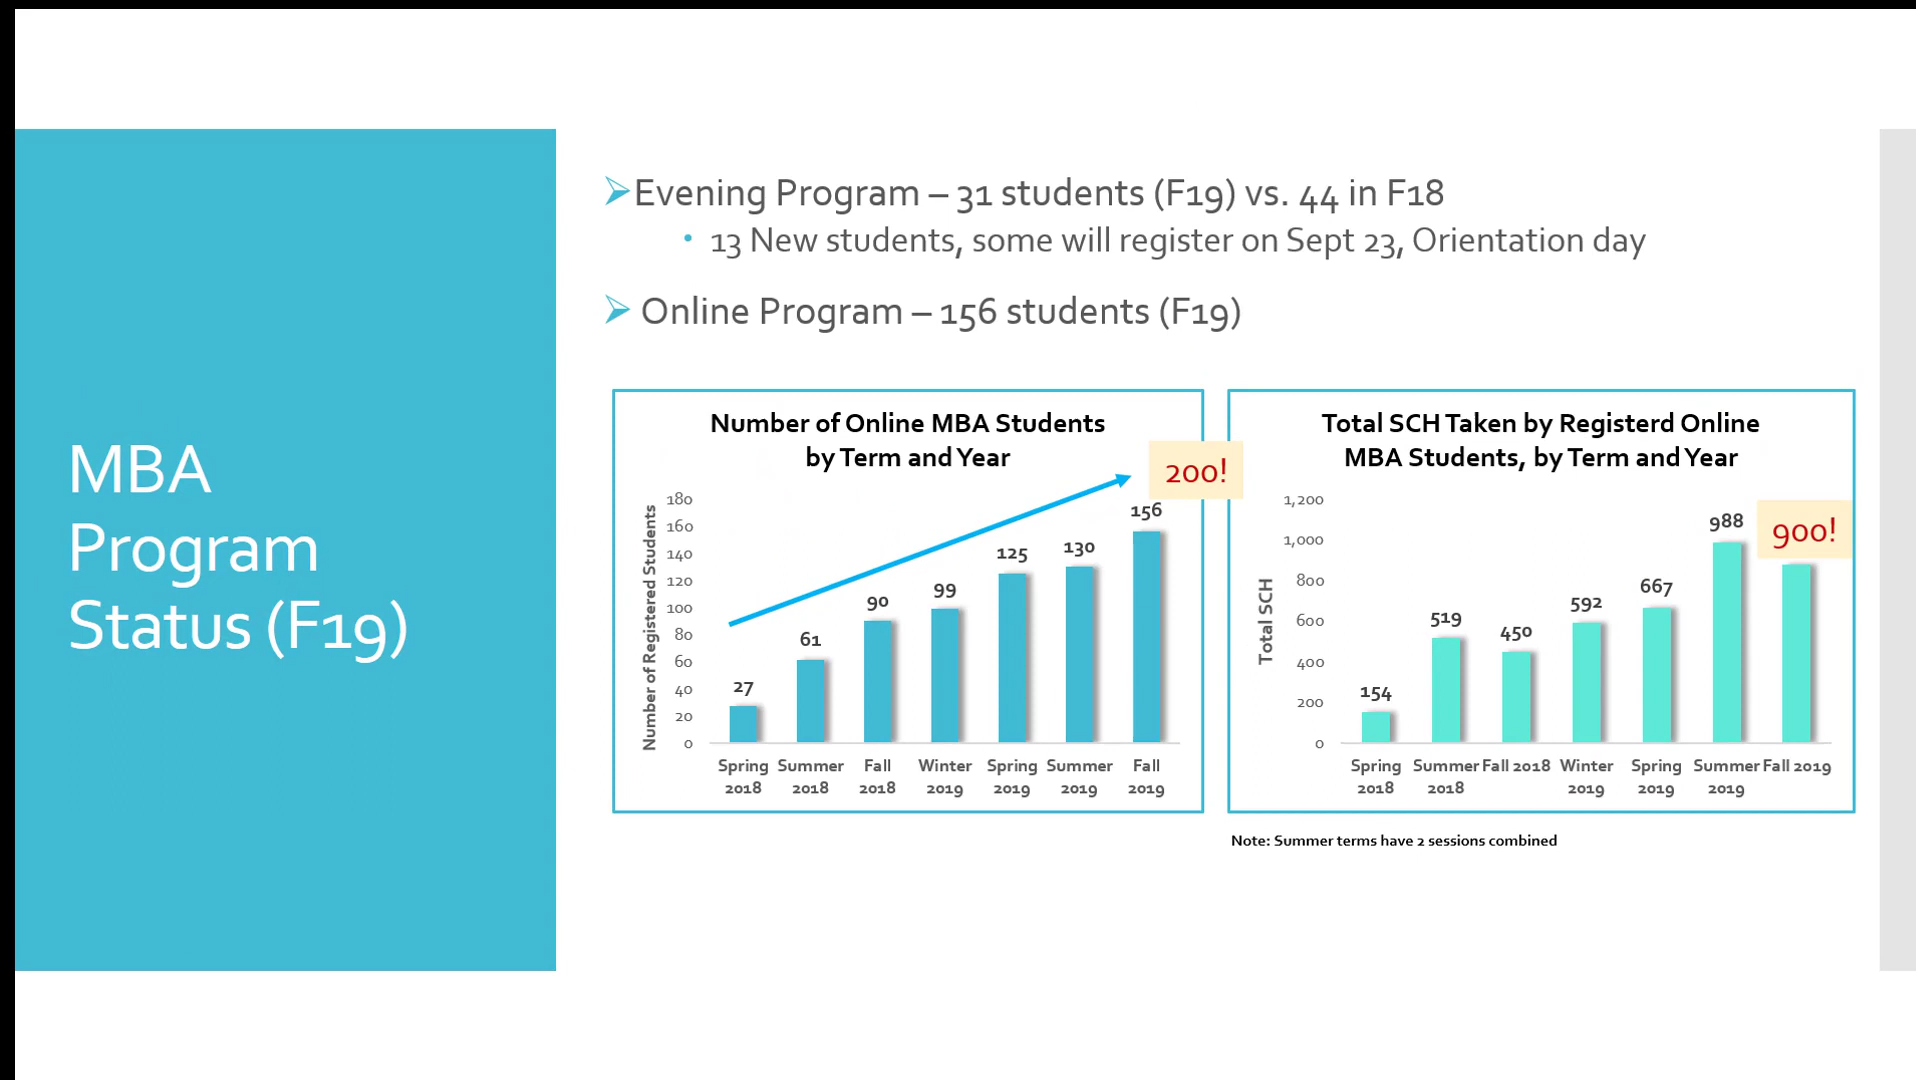 MBA
Program
Status (F19)
➢Evening Program – 31 students (F19) vs. 44 in F18
• 13 New students, some will register on Sept 23, Orientation day
➢ Online Program – 156 students (F19)
Number of Online MBA Students
by Term and Year
200!
Number of Registered Students
180
160
140
120
100
80
60
40
20
0
27
61
90
99
125
130
156
Spring 2018
Summer 2018
Fall 2018
Winter 2019
Spring 2019
Summer 2019
Fall 2019
Total SCH Taken by Registerd Online
MBA Students, by Term and Year
900!
Total SCH
1,200
1,000
800
600
400
200
0
154
519
450
592
667
988
Spring 2018
Summer 2018
Fall 2018
Winter 2019
Spring 2019
Summer 2019
Fall 2019
Note: Summer terms have 2 sessions combined